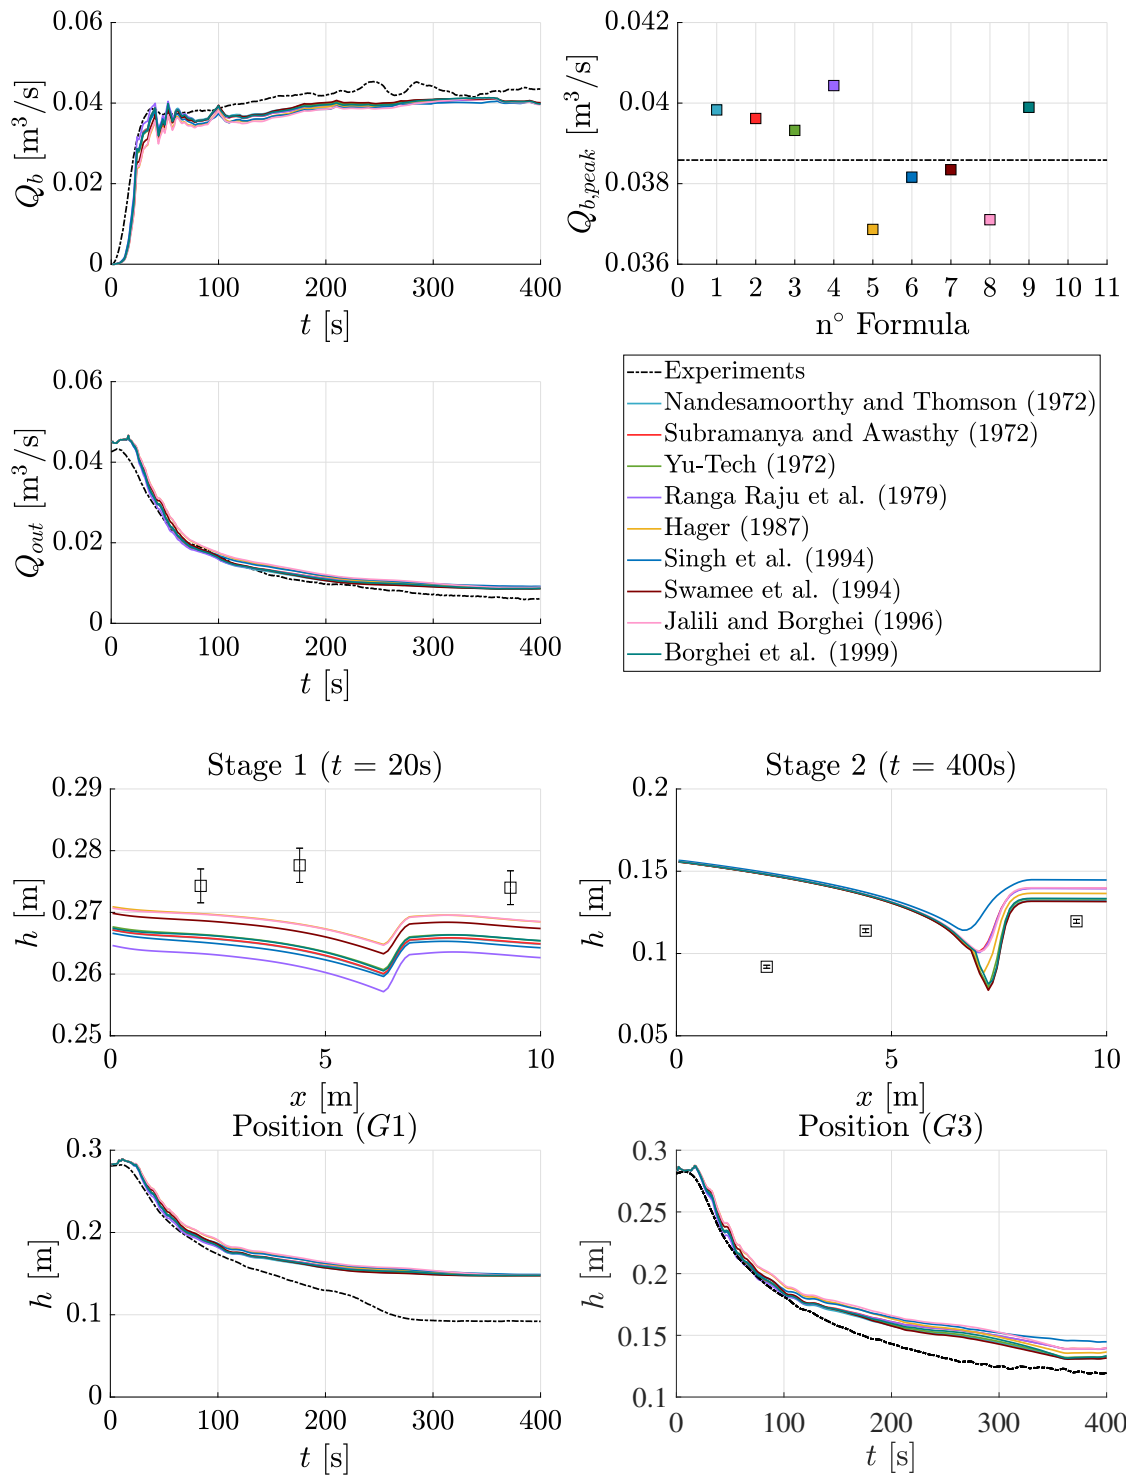 0.06
0.04
0.02
0
Q_b [m³/s]
0 100 200 300 400
t [s]
0.042
0.04
0.038
0.036
Q_{b,peak} [m³/s]
0 1 2 3 4 5 6 7 8 9 10 11
n° Formula
0.06
0.04
0.02
0
Q_{out} [m³/s]
0 100 200 300 400
t [s]
Experiments
Nandesamoorthy and Thomson (1972)
Subramanya and Awasthy (1972)
Yu-Tech (1972)
Ranga Raju et al. (1979)
Hager (1987)
Singh et al. (1994)
Swamee et al. (1994)
Jalili and Borghei (1996)
Borghei et al. (1999)
Stage 1 (t = 20s)
0.29
0.28
0.27
0.26
0.25
h [m]
0 5 10
x [m]
Stage 2 (t = 400s)
0.2
0.15
0.1
0.05
h [m]
0 5 10
x [m]
Position (G1)
0.3
0.2
0.1
0
h [m]
0 100 200 300 400
t [s]
Position (G3)
0.3
0.25
0.2
0.15
0.1
h [m]
0 100 200 300 400
t [s]